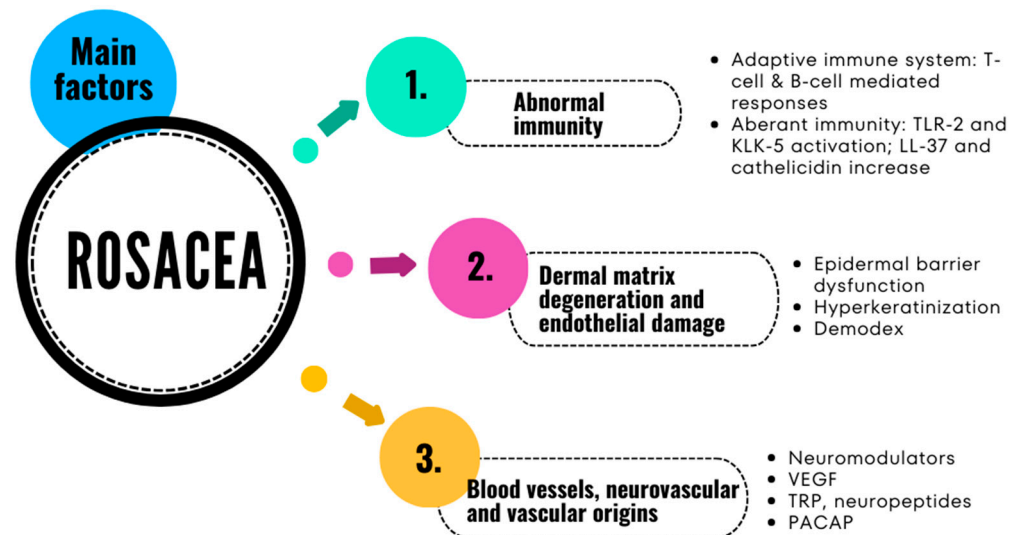 Main
factors
ROSACEA
1.
Abnormal
immunity
• Adaptive immune system: T-
cell & B-cell mediated
responses
• Aberant immunity: TLR-2 and
KLK-5 activation; LL-37 and
cathelicidin increase
2.
Dermal matrix
degeneration and
endothelial damage
• Epidermal barrier
dysfunction
• Hyperkeratinization
• Demodex
3.
Blood vessels, neurovascular
and vascular origins
• Neuromodulators
• VEGF
• TRP, neuropeptides
• PACAP